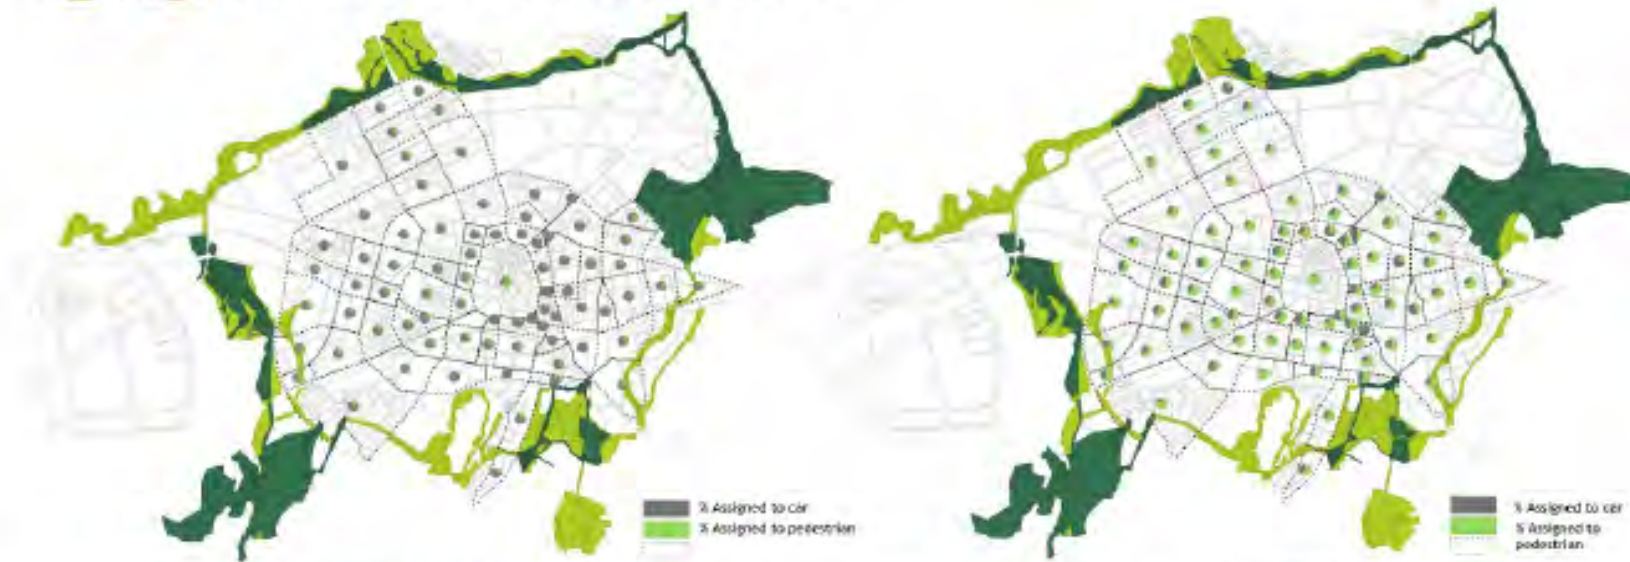 % Assigned to car
% Assigned to pedestrian
% Assigned to car
% Assigned to
pedestrian